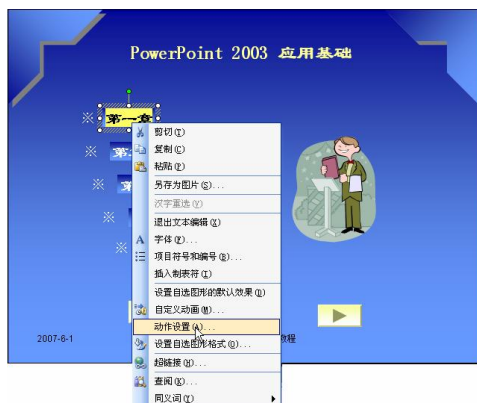 PowerPoint 2003 应用基础
※ 第一章
※ 第
※ 第
※
※
剪切(T)
复制(C)
粘贴(P)
另存为图片(S)...
汉字重选(V)
退出文本编辑(X)
字体(F)...
项目符号和编号(B)...
插入制表符(I)
设置自选图形的默认效果(D)
自定义动画(M)...
动作设置(A)...
设置自选图形格式(O)...
超链接(H)...
查阅(K)...
同义词(Y)
2007-6-1
教程